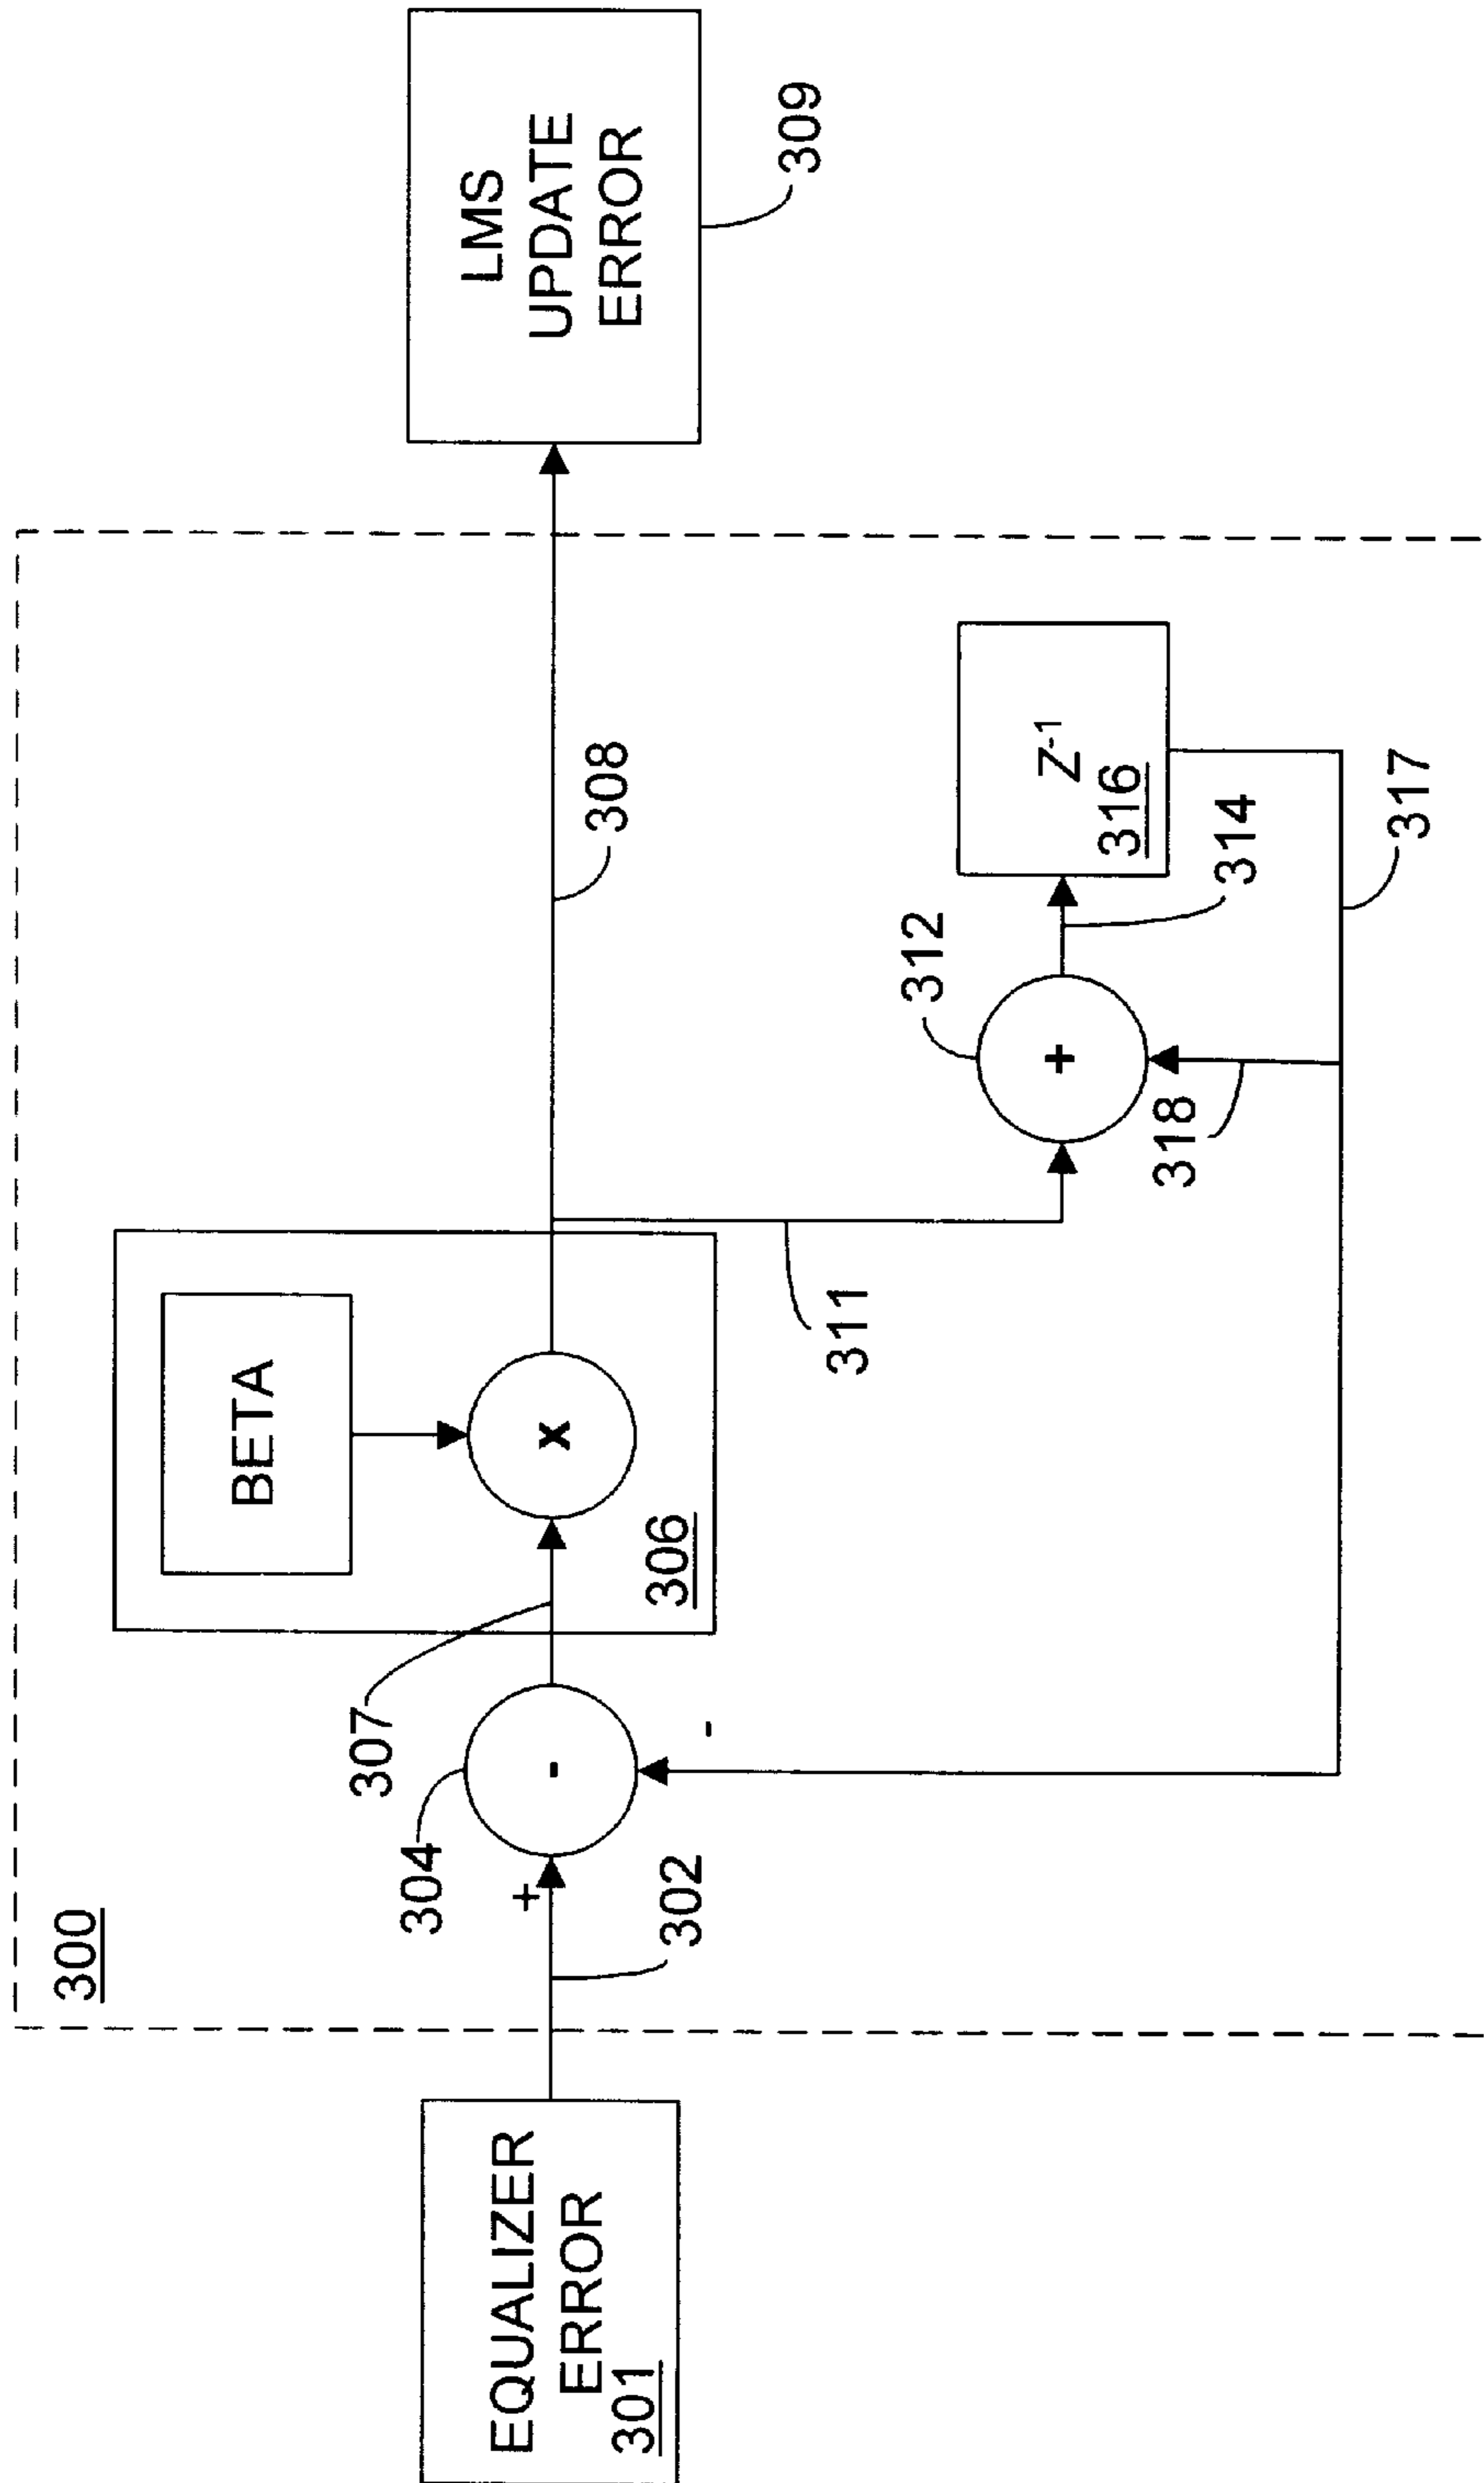 300
EQUALIZER
ERROR
301
302
+
304
-
-
307
BETA
x
306
308
311
312
+
318
314
Z-1
316
317
LMS
UPDATE
ERROR
309